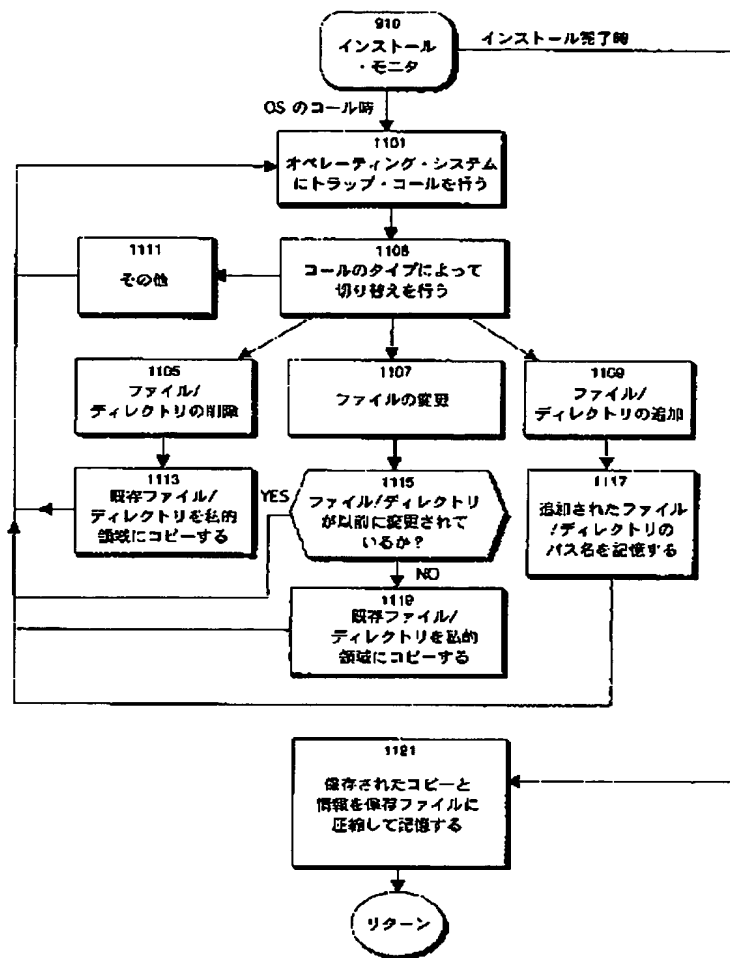 910
インストール
・モニタ
インストール完了時
OS のコール時
1101
オペレーティング・システム
にトラップ・コールを行う
1111
その他
1103
コールのタイプによって
切り替えを行う
1105
ファイル/
ディレクトリの削除
1107
ファイルの変更
1109
ファイル/
ディレクトリの追加
1113
既存ファイル/
ディレクトリを私的
領域にコピーする
YES
1115
ファイル/ディレクトリ
が以前に変更されて
いるか?
1117
追加されたファイル
/ディレクトリの
パス名を記憶する
NO
1119
既存ファイル/
ディレクトリを私的
領域にコピーする
1121
保存されたコピーと
情報を保存ファイルに
圧縮して記憶する
リターン